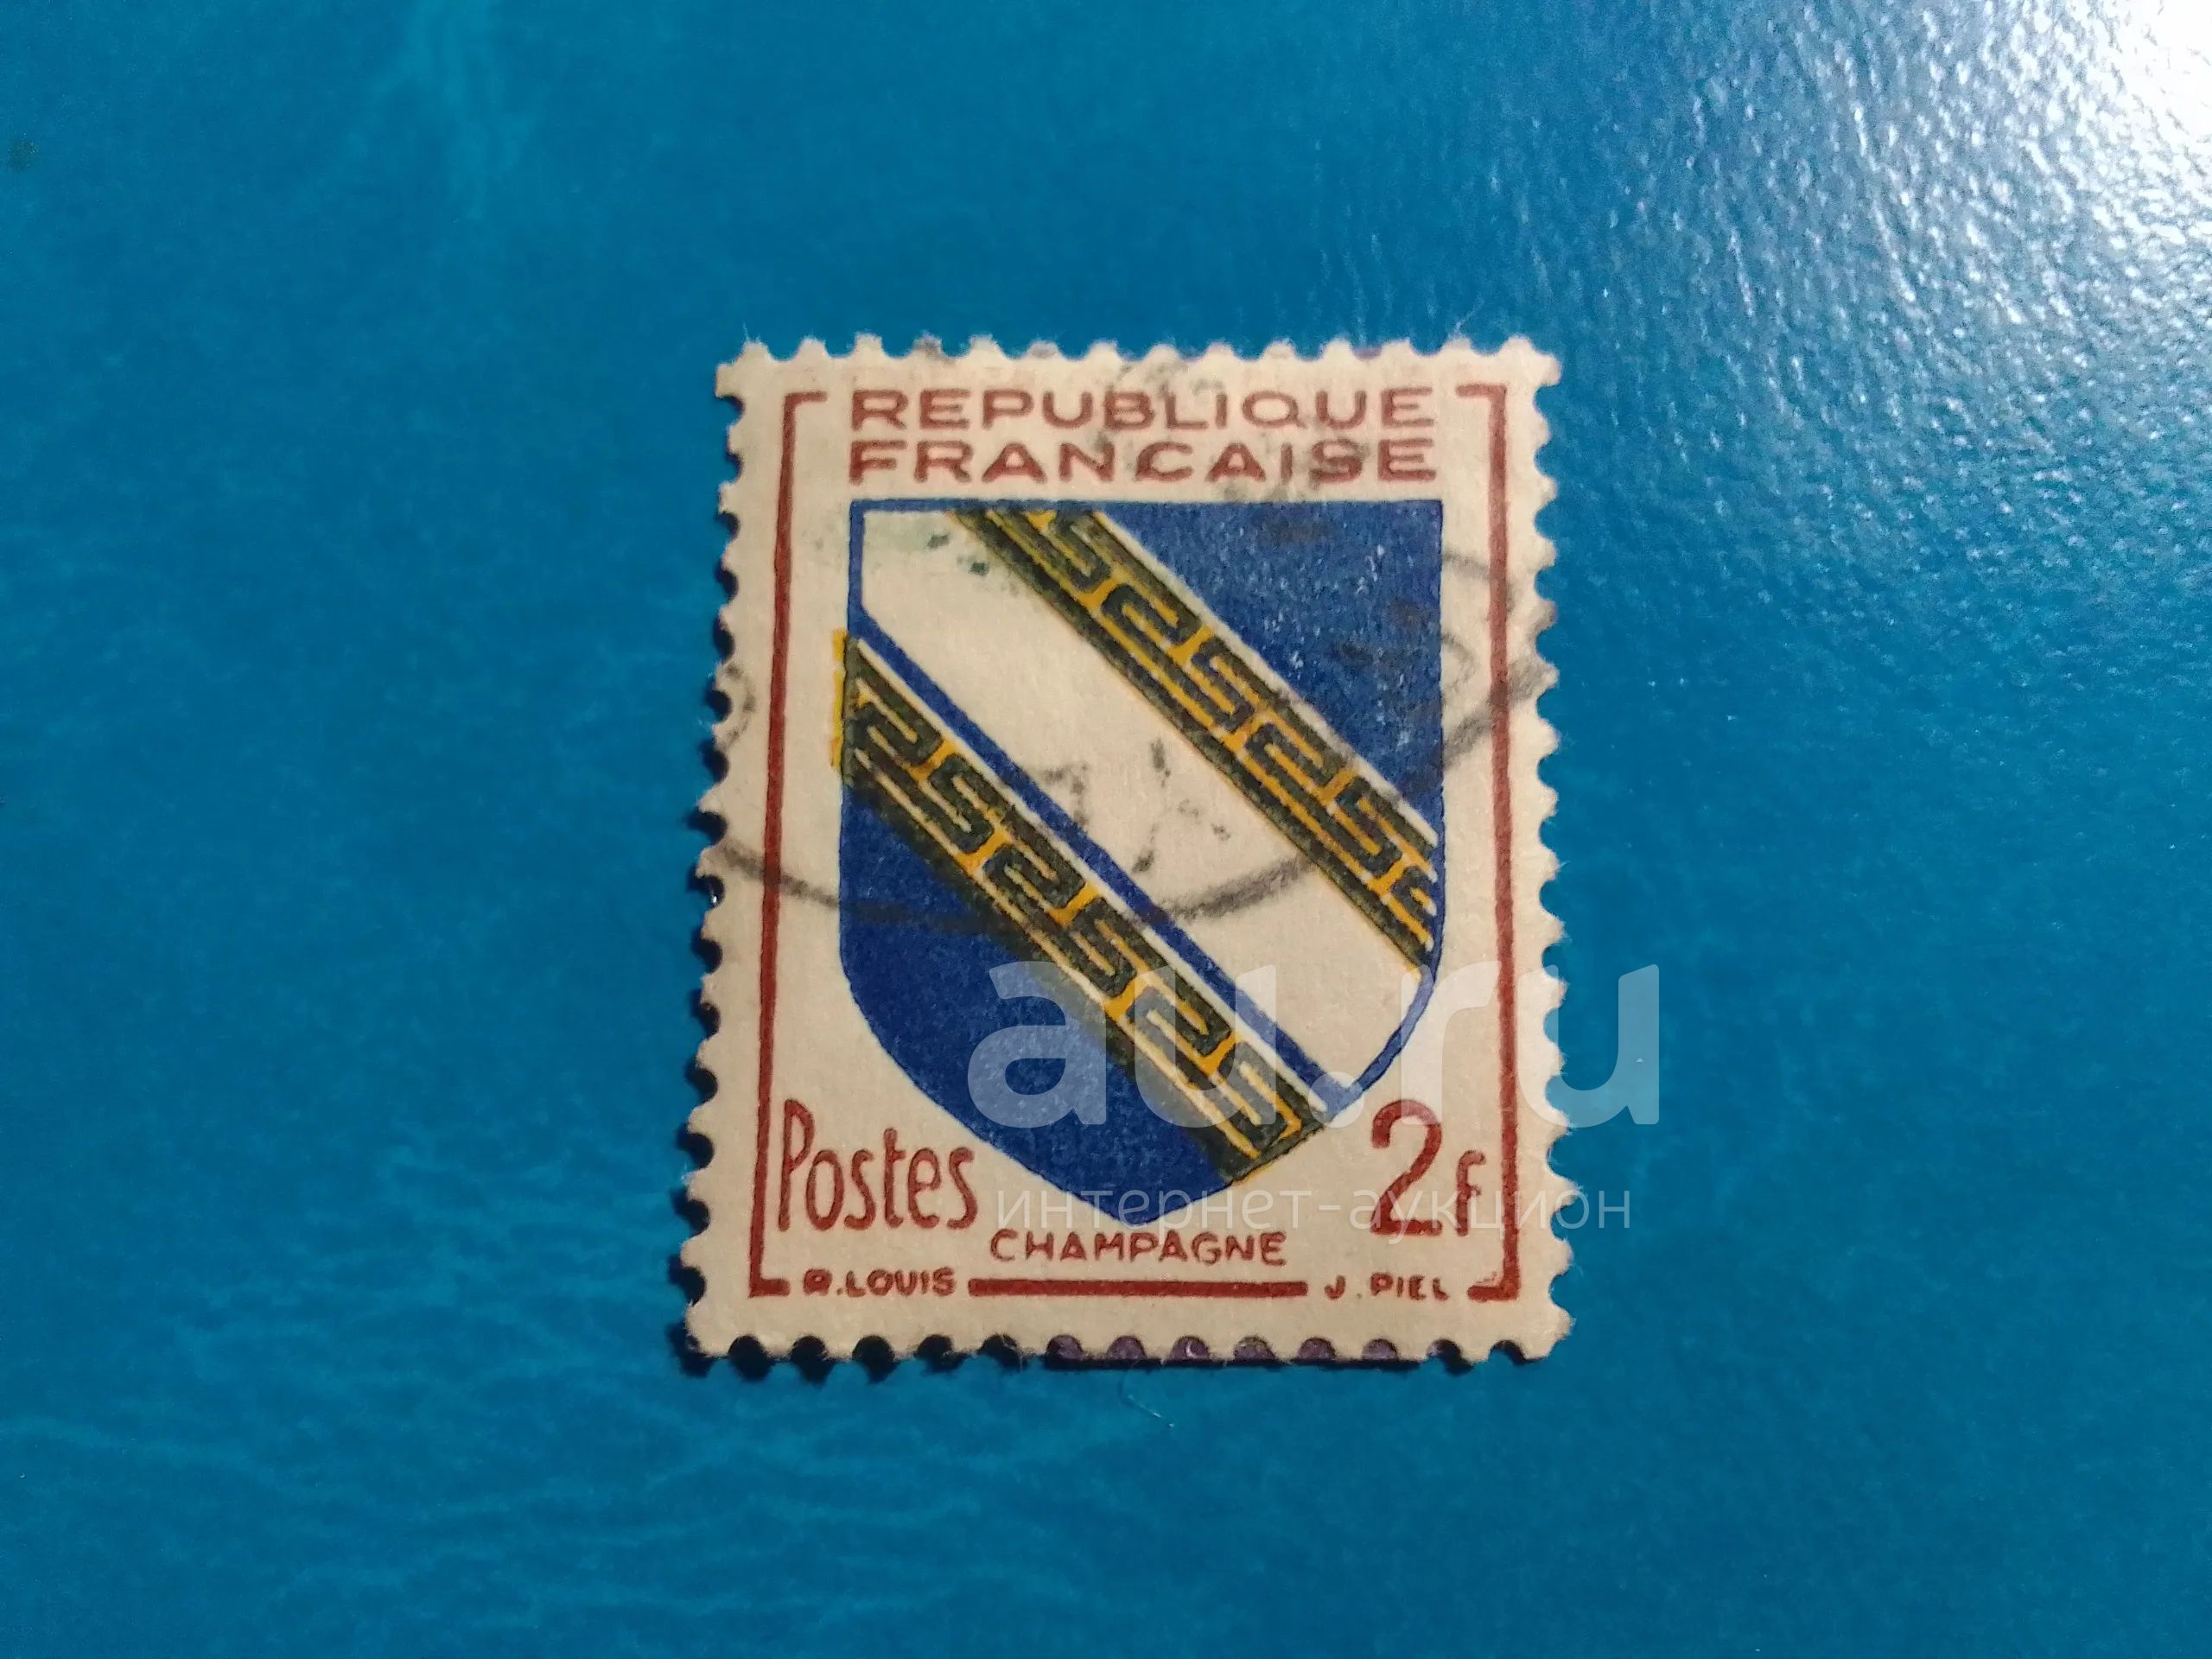 REPUBLIQUE
FRANCAISE
au.ru
Postes
2F
интернет-аукцион
CHAMPAGNE
R.LOUIS
J.PIEL